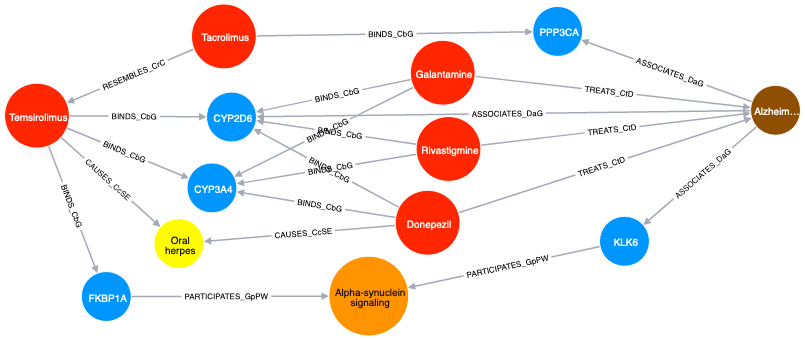 Tacrolimus
BINDS_CbG
PPP3CA
RESEMBLES_CrC
ASSOCIATES_DaG
Galantamine
TREATS_CtD
BINDS_CbG
Temsirolimus
BINDS_CbG
CYP2D6
ASSOCIATES_DaG
Alzheim…
BINDS_CbG
BINDS_CbG
TREATS_CtD
Rivastigmine
BINDS_CbG
BINDS_CbG
BINDS_CbG
TREATS_CtD
CYP3A4
CAUSES_CcSE
BINDS_CbG
BINDS_CbG
ASSOCIATES_DaG
Donepezil
CAUSES_CcSE
Oral
herpes
KLK6
PARTICIPATES_GpPW
FKBP1A
PARTICIPATES_GpPW
Alpha-synuclein
signaling